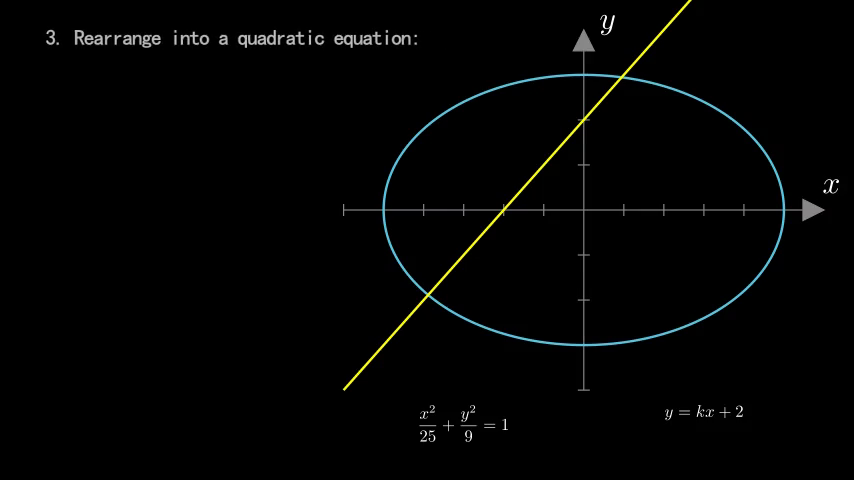 3. Rearrange into a quadratic equation:
y
x
x²/25 + y²/9 = 1
y = kx + 2